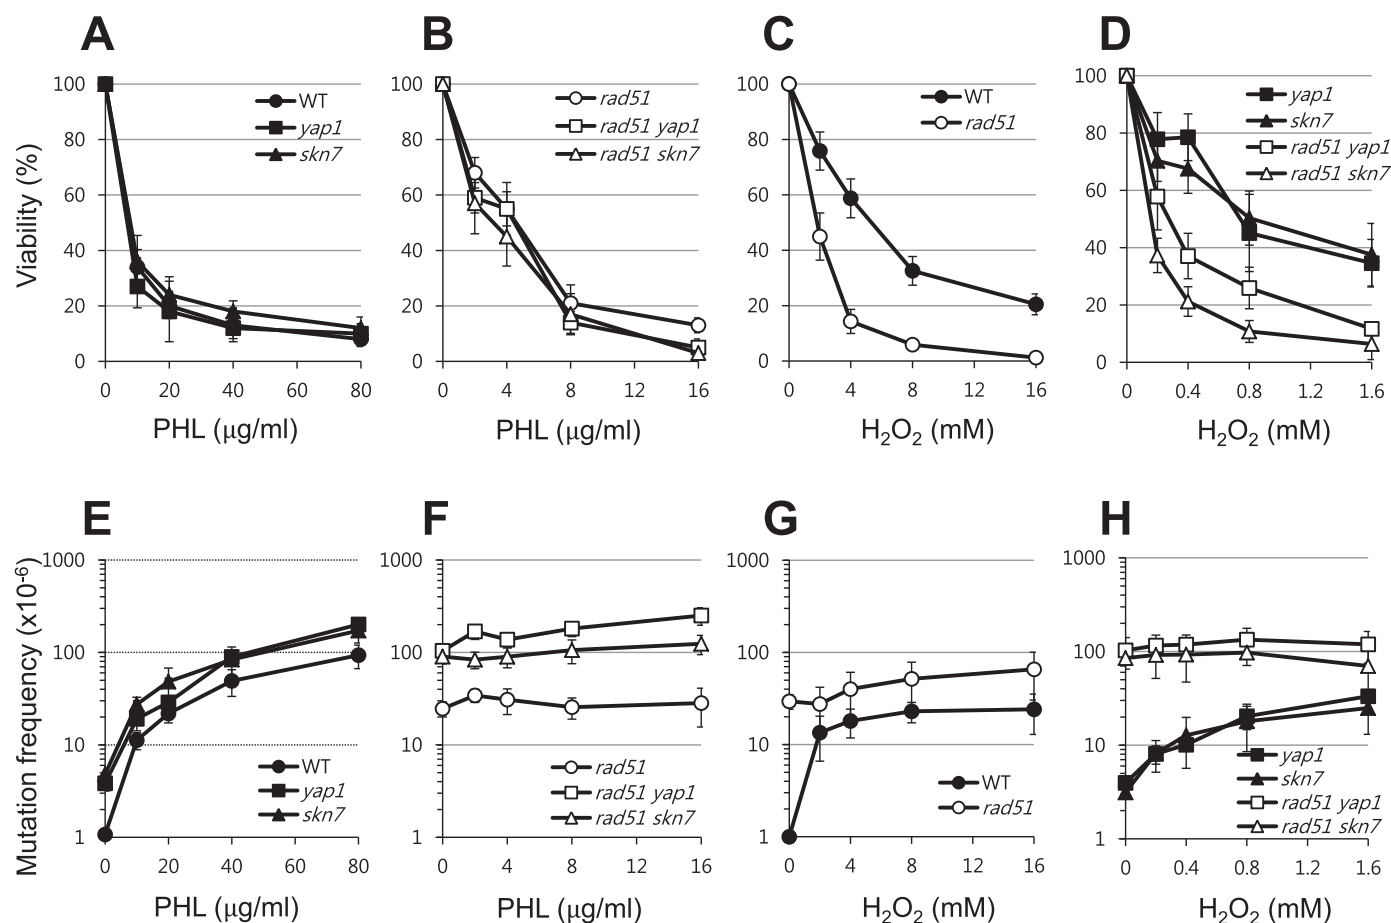 A
B
C
D
Viability (%)
100
80
60
40
20
0
WT
yap1
skn7
0 20 40 60 80
PHL (μg/ml)
100
80
60
40
20
0
rad51
rad51 yap1
rad51 skn7
0 4 8 12 16
PHL (μg/ml)
100
80
60
40
20
0
WT
rad51
0 4 8 12 16
H2O2 (mM)
100
80
60
40
20
0
yap1
skn7
rad51 yap1
rad51 skn7
0 0.4 0.8 1.2 1.6
H2O2 (mM)
E
F
G
H
Mutation frequency (x10-6)
1000
100
10
1
WT
yap1
skn7
0 20 40 60 80
PHL (μg/ml)
1000
100
10
1
rad51
rad51 yap1
rad51 skn7
0 4 8 12 16
PHL (μg/ml)
1000
100
10
1
WT
rad51
0 4 8 12 16
H2O2 (mM)
1000
100
10
1
yap1
skn7
rad51 yap1
rad51 skn7
0 0.4 0.8 1.2 1.6
H2O2 (mM)